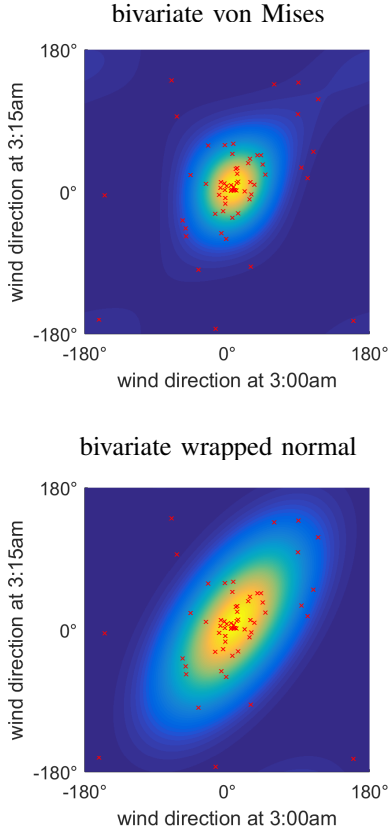 bivariate von Mises
180°
wind direction at 3:15am
0°
-180°
-180° 0° 180°
wind direction at 3:00am
bivariate wrapped normal
180°
wind direction at 3:15am
0°
-180°
-180° 0° 180°
wind direction at 3:00am